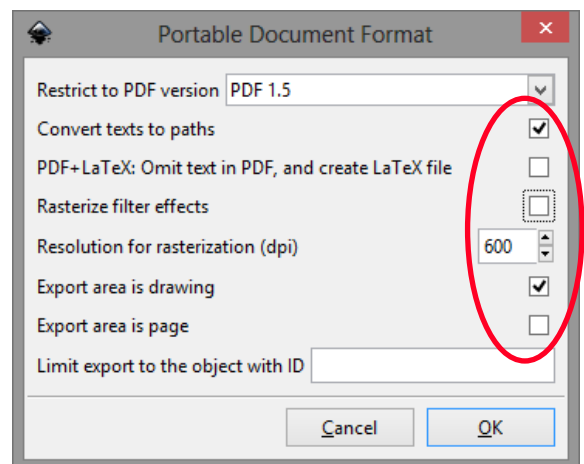 Portable Document Format
Restrict to PDF version PDF 1.5
Convert texts to paths
PDF+LaTeX: Omit text in PDF, and create LaTeX file
Rasterize filter effects
Resolution for rasterization (dpi) 600
Export area is drawing
Export area is page
Limit export to the object with ID
Cancel OK